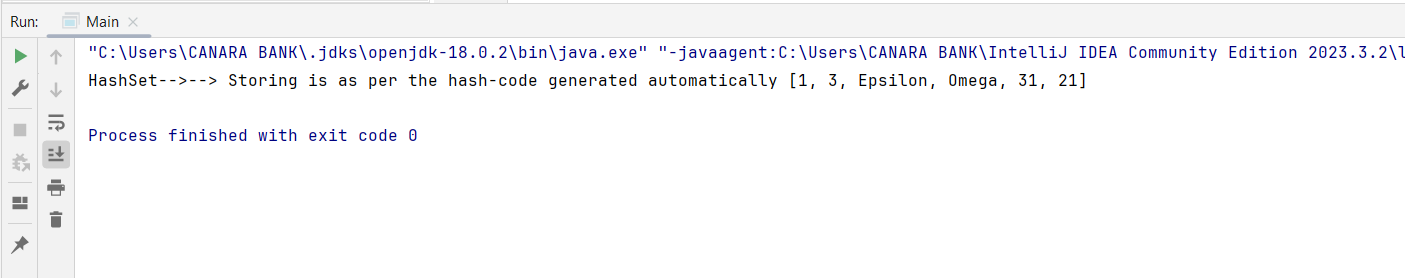 Run: Main
"C:\Users\CANARA BANK\.jdks\openjdk-18.0.2\bin\java.exe" "-javaagent:C:\Users\CANARA BANK\IntelliJ IDEA Community Edition 2023.3.2\l
HashSet-->--> Storing is as per the hash-code generated automatically [1, 3, Epsilon, Omega, 31, 21]
Process finished with exit code 0